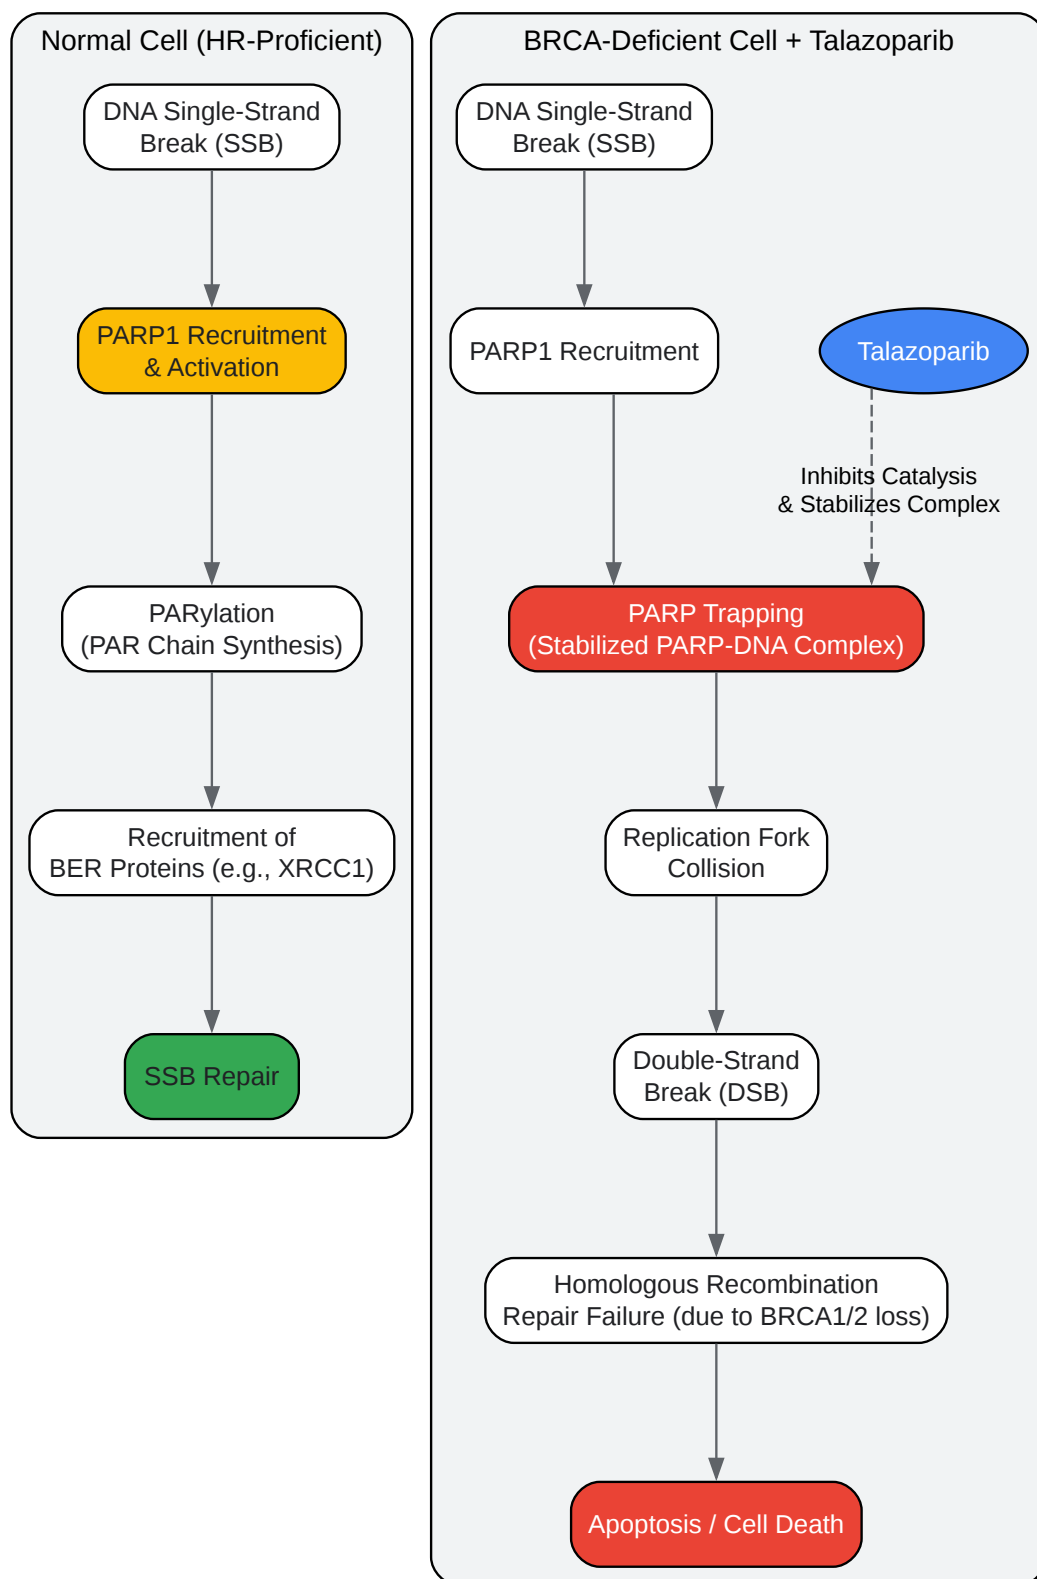 Normal Cell (HR-Proficient)
DNA Single-Strand
Break (SSB)
PARP1 Recruitment
& Activation
PARylation
(PAR Chain Synthesis)
Recruitment of
BER Proteins (e.g., XRCC1)
SSB Repair
BRCA-Deficient Cell + Talazoparib
DNA Single-Strand
Break (SSB)
PARP1 Recruitment
Talazoparib
Inhibits Catalysis
& Stabilizes Complex
PARP Trapping
(Stabilized PARP-DNA Complex)
Replication Fork
Collision
Double-Strand
Break (DSB)
Homologous Recombination
Repair Failure (due to BRCA1/2 loss)
Apoptosis / Cell Death